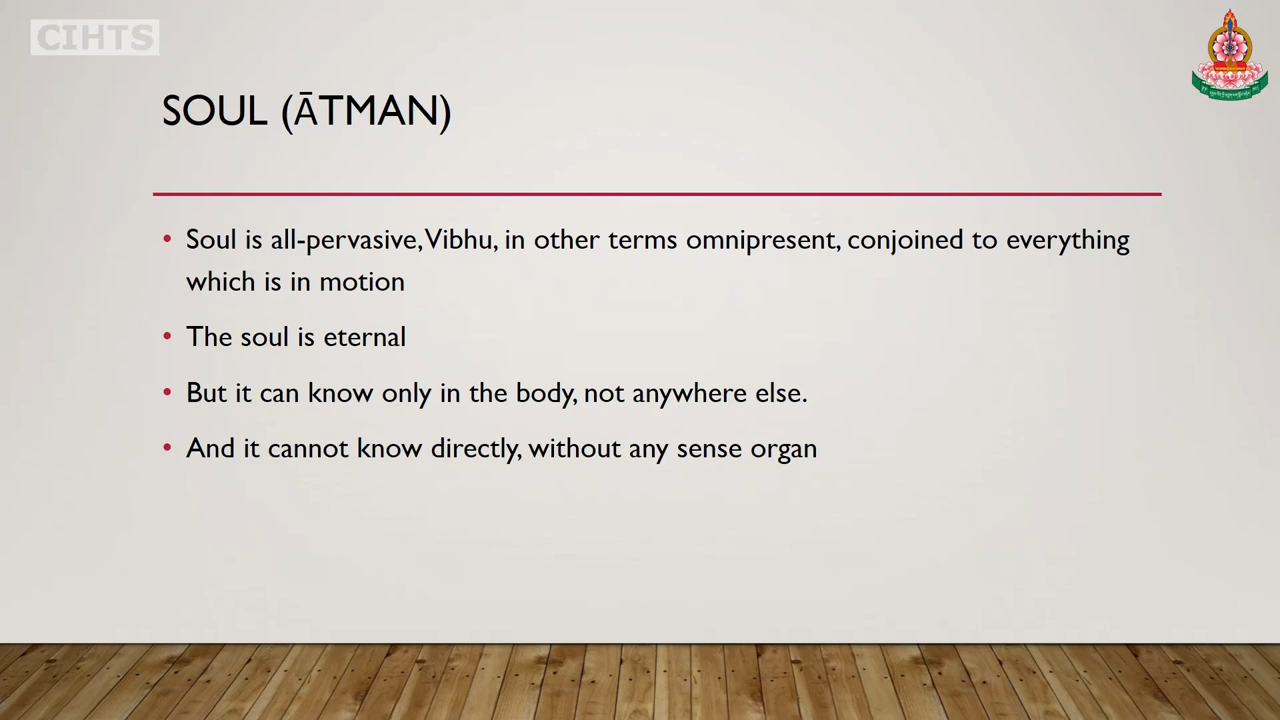 CIHTS
SOUL (ĀTMAN)
• Soul is all-pervasive, Vibhu, in other terms omnipresent, conjoined to everything
which is in motion
• The soul is eternal
• But it can know only in the body, not anywhere else.
• And it cannot know directly, without any sense organ